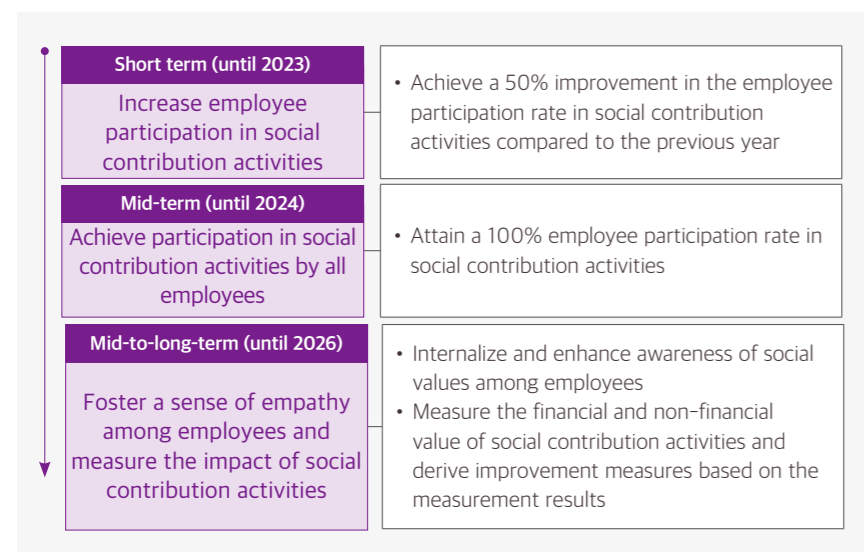 Short term (until 2023)
Increase employee
participation in social
contribution activities
• Achieve a 50% improvement in the employee
participation rate in social contribution
activities compared to the previous year
Mid-term (until 2024)
Achieve participation in social
contribution activities by all
employees
• Attain a 100% employee participation rate in
social contribution activities
Mid-to-long-term (until 2026)
Foster a sense of empathy
among employees and
measure the impact of social
contribution activities
• Internalize and enhance awareness of social
values among employees
• Measure the financial and non-financial
value of social contribution activities and
derive improvement measures based on the
measurement results